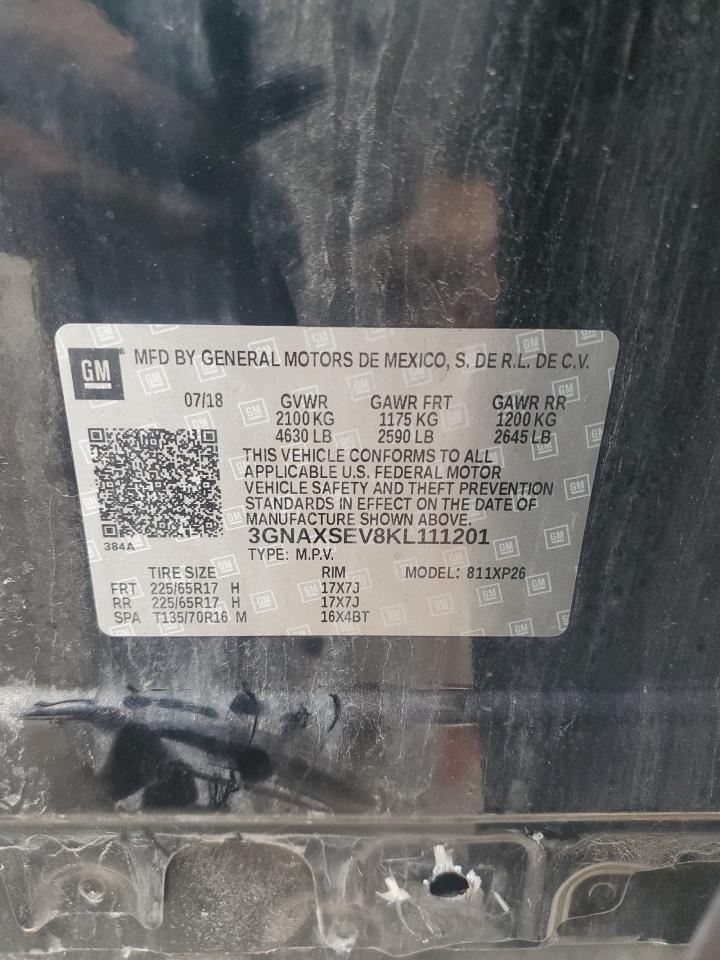 GM ® MFD BY GENERAL MOTORS DE MEXICO, S. DE R.L. DE C.V.
07/18 GVWR GAWR FRT GAWR RR
2100 KG 1175 KG 1200 KG
4630 LB 2590 LB 2645 LB
THIS VEHICLE CONFORMS TO ALL
APPLICABLE U.S. FEDERAL MOTOR
VEHICLE SAFETY AND THEFT PREVENTION
STANDARDS IN EFFECT ON THE DATE OF
MANUFACTURE SHOWN ABOVE.
384A 3GNAXSEV8KL111201
TYPE: M.P.V.
TIRE SIZE RIM MODEL: 811XP26
FRT 225/65R17 H 17X7J
RR 225/65R17 H 17X7J
SPA T135/70R16 M 16X4BT